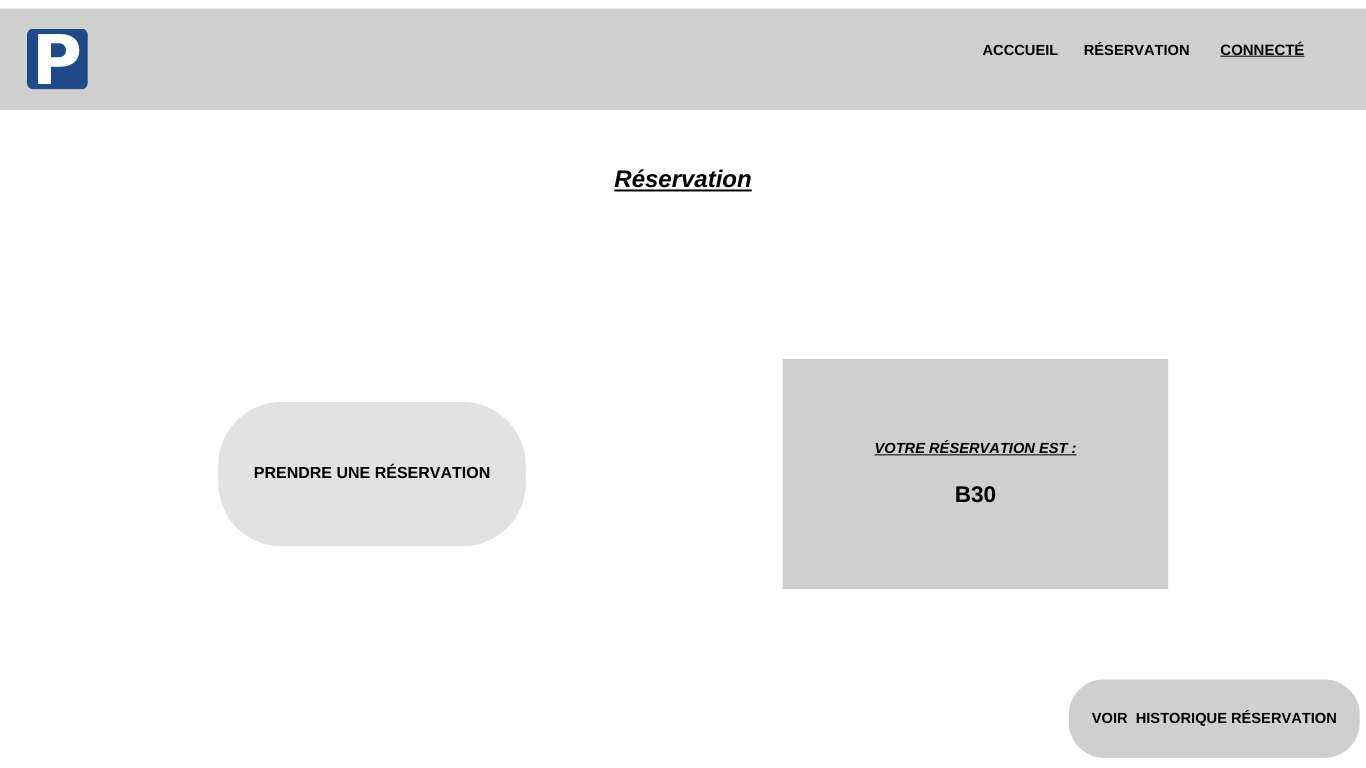 P
ACCCUEIL RÉSERVATION CONNECTÉ
Réservation
PRENDRE UNE RÉSERVATION
VOTRE RÉSERVATION EST :
B30
VOIR  HISTORIQUE RÉSERVATION